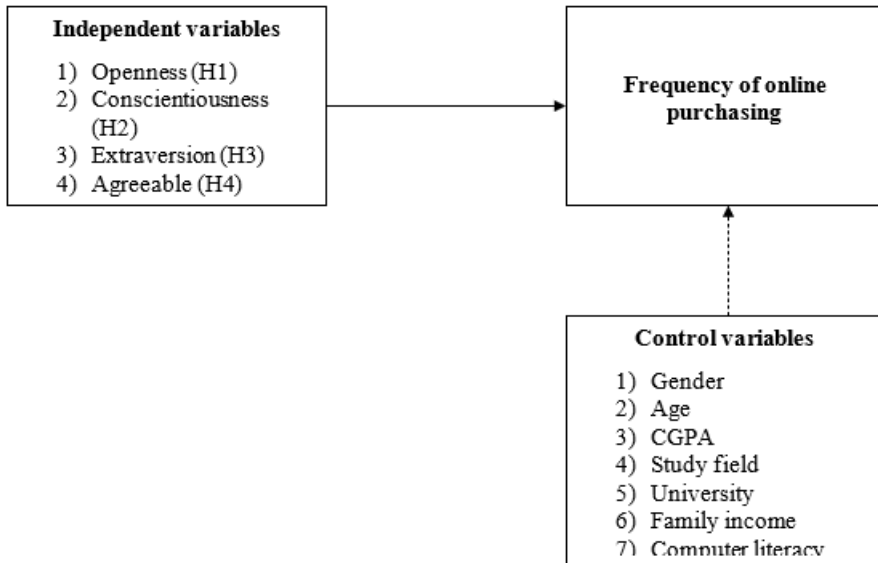 Independent variables
1) Openness (H1)
2) Conscientiousness
(H2)
3) Extraversion (H3)
4) Agreeable (H4)
Frequency of online
purchasing
Control variables
1) Gender
2) Age
3) CGPA
4) Study field
5) University
6) Family income
7) Computer literacy